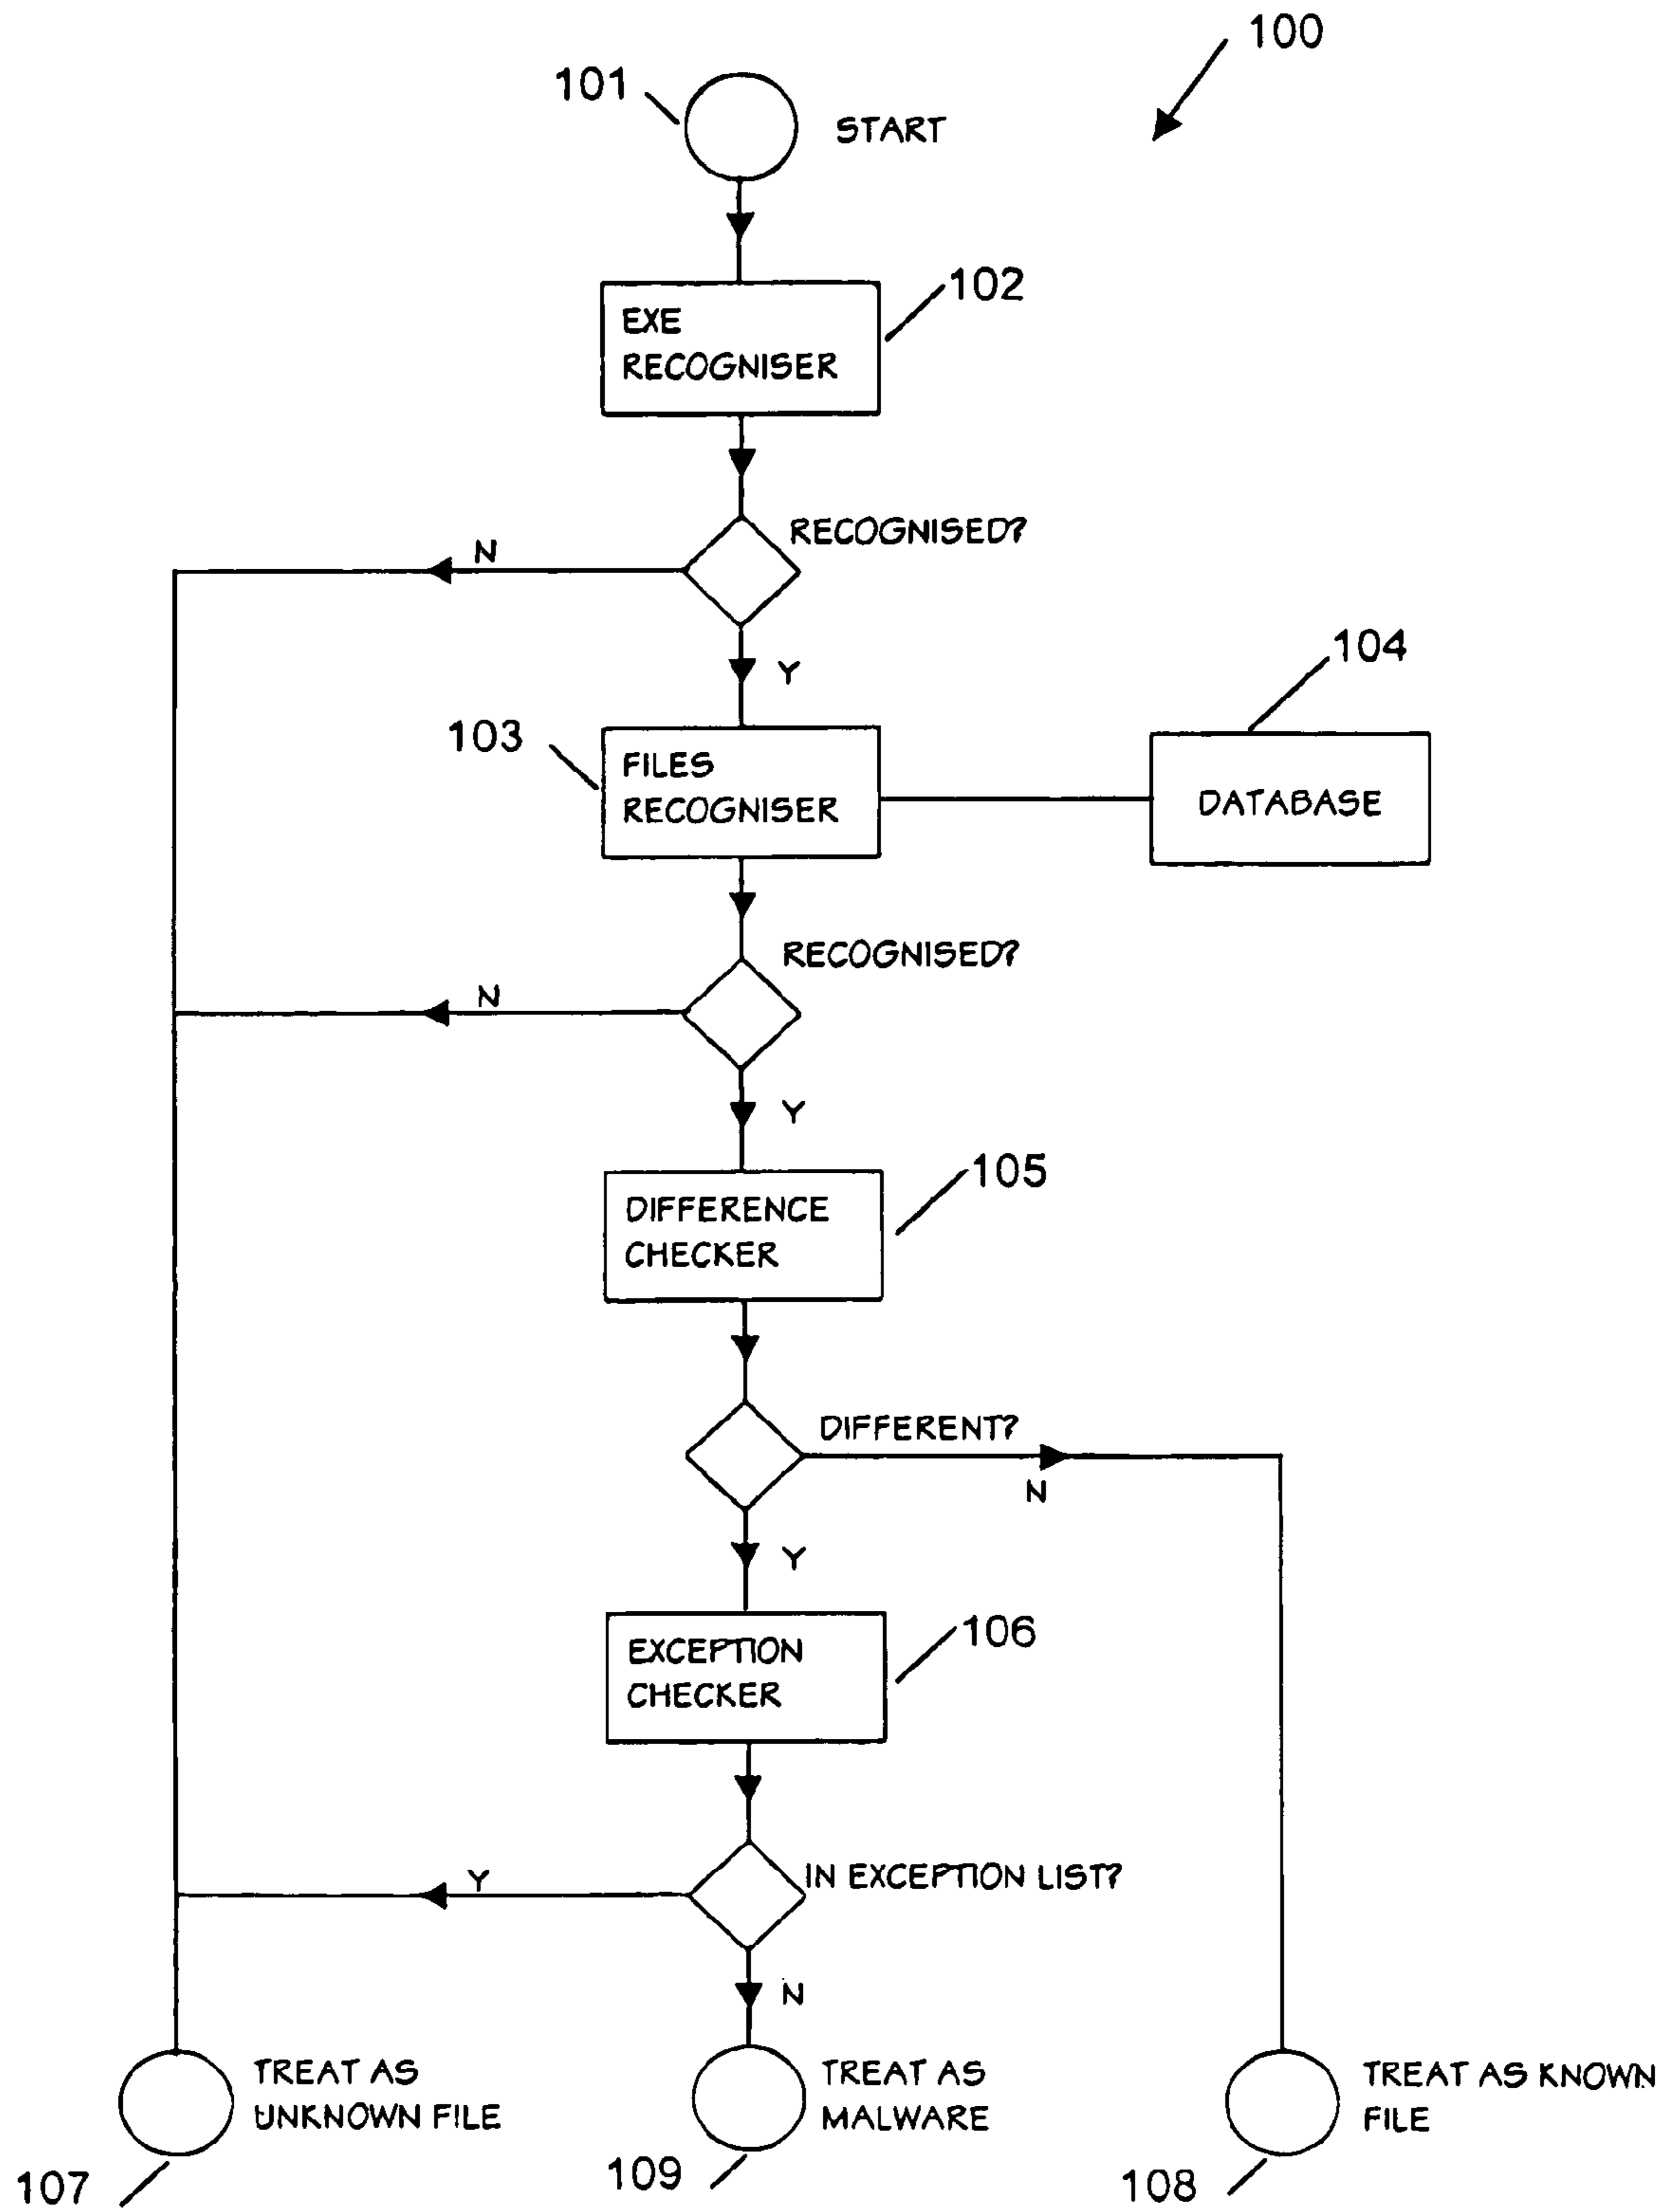 100
101
START
102
EXE
RECOGNISER
RECOGNISED?
N
Y
104
103
FILES
RECOGNISER
DATABASE
RECOGNISED?
N
Y
105
DIFFERENCE
CHECKER
DIFFERENT?
N
Y
106
EXCEPTION
CHECKER
IN EXCEPTION LIST?
Y
N
TREAT AS
UNKNOWN FILE
107
TREAT AS
MALWARE
109
TREAT AS KNOWN
FILE
108